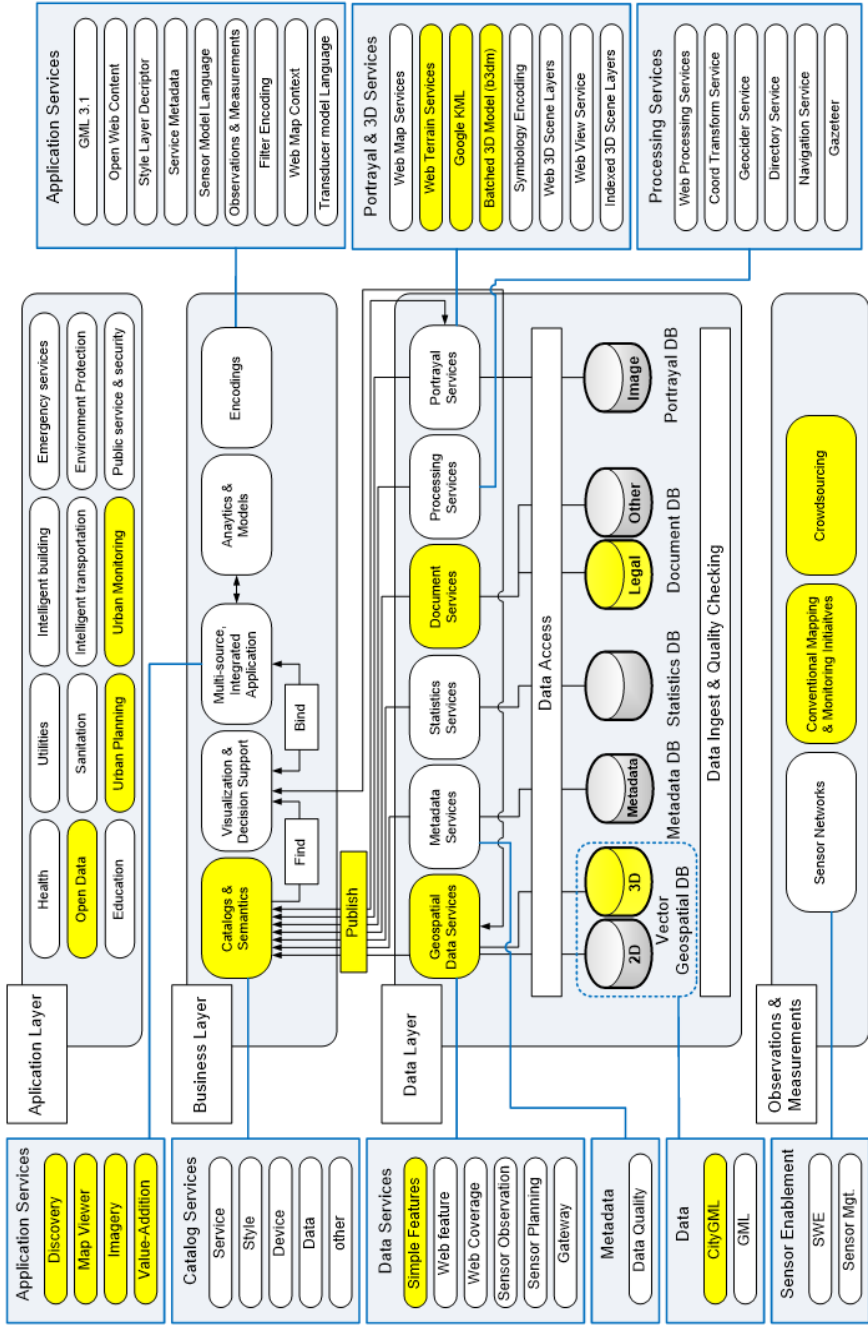 Application Services
Discovery
Map Viewer
Imagery
Value-Addition
Catalog Services
Service
Style
Device
Data
other
Data Services
Simple Features
Web feature
Web Coverage
Sensor Observation
Sensor Planning
Gateway
Metadata
Data Quality
Data
CityGML
GML
Sensor Enablement
SWE
Sensor Mgt.
Aplication Layer
Health
Utilities
Intelligent building
Emergency services
Open Data
Sanitation
Intelligent transportation
Environment Protection
Education
Urban Planning
Urban Monitoring
Public service & security
Business Layer
Catalogs &
Semantics
Visualization &
Decision Support
Multi-source,
Integrated
Application
Anaytics &
Models
Encodings
Find
Bind
Publish
Data Layer
Geospatial
Data Services
Metadata
Services
Statistics
Services
Document
Services
Processing
Services
Portrayal
Services
Data Access
2D
3D
Metadata
Legal
Other
Image
Vector
Geospatial DB
Metadata DB
Statistics DB
Document DB
Portrayal DB
Data Ingest & Quality Checking
Observations &
Measurements
Sensor Networks
Conventional Mapping
& Monitoring Initiaitves
Crowdsourcing
Application Services
GML 3.1
Open Web Content
Style Layer Decriptor
Service Metadata
Sensor Model Language
Observations & Measurements
Filter Encoding
Web Map Context
Transducer model Language
Portrayal & 3D Services
Web Map Services
Web Terrain Services
Google KML
Batched 3D Model (b3dm)
Symbology Encoding
Web 3D Scene Layers
Web View Service
Indexed 3D Scene Layers
Processing Services
Web Processing Services
Coord Transform Service
Geocider Service
Directory Service
Navigation Service
Gazeteer